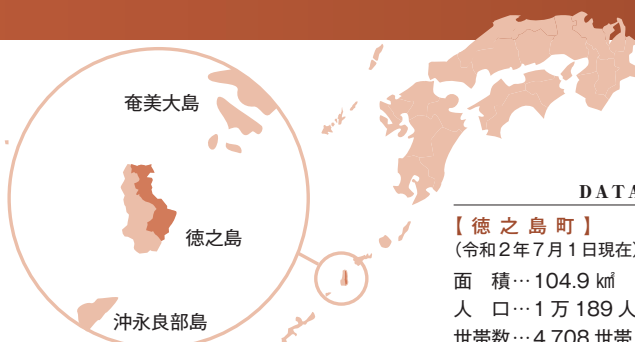 奄美大島
徳之島
沖永良部島
DATA
【徳之島町】
(令和2年7月1日現在)
面　積…104.9㎢
人　口…1万189人
世帯数…4,708世帯